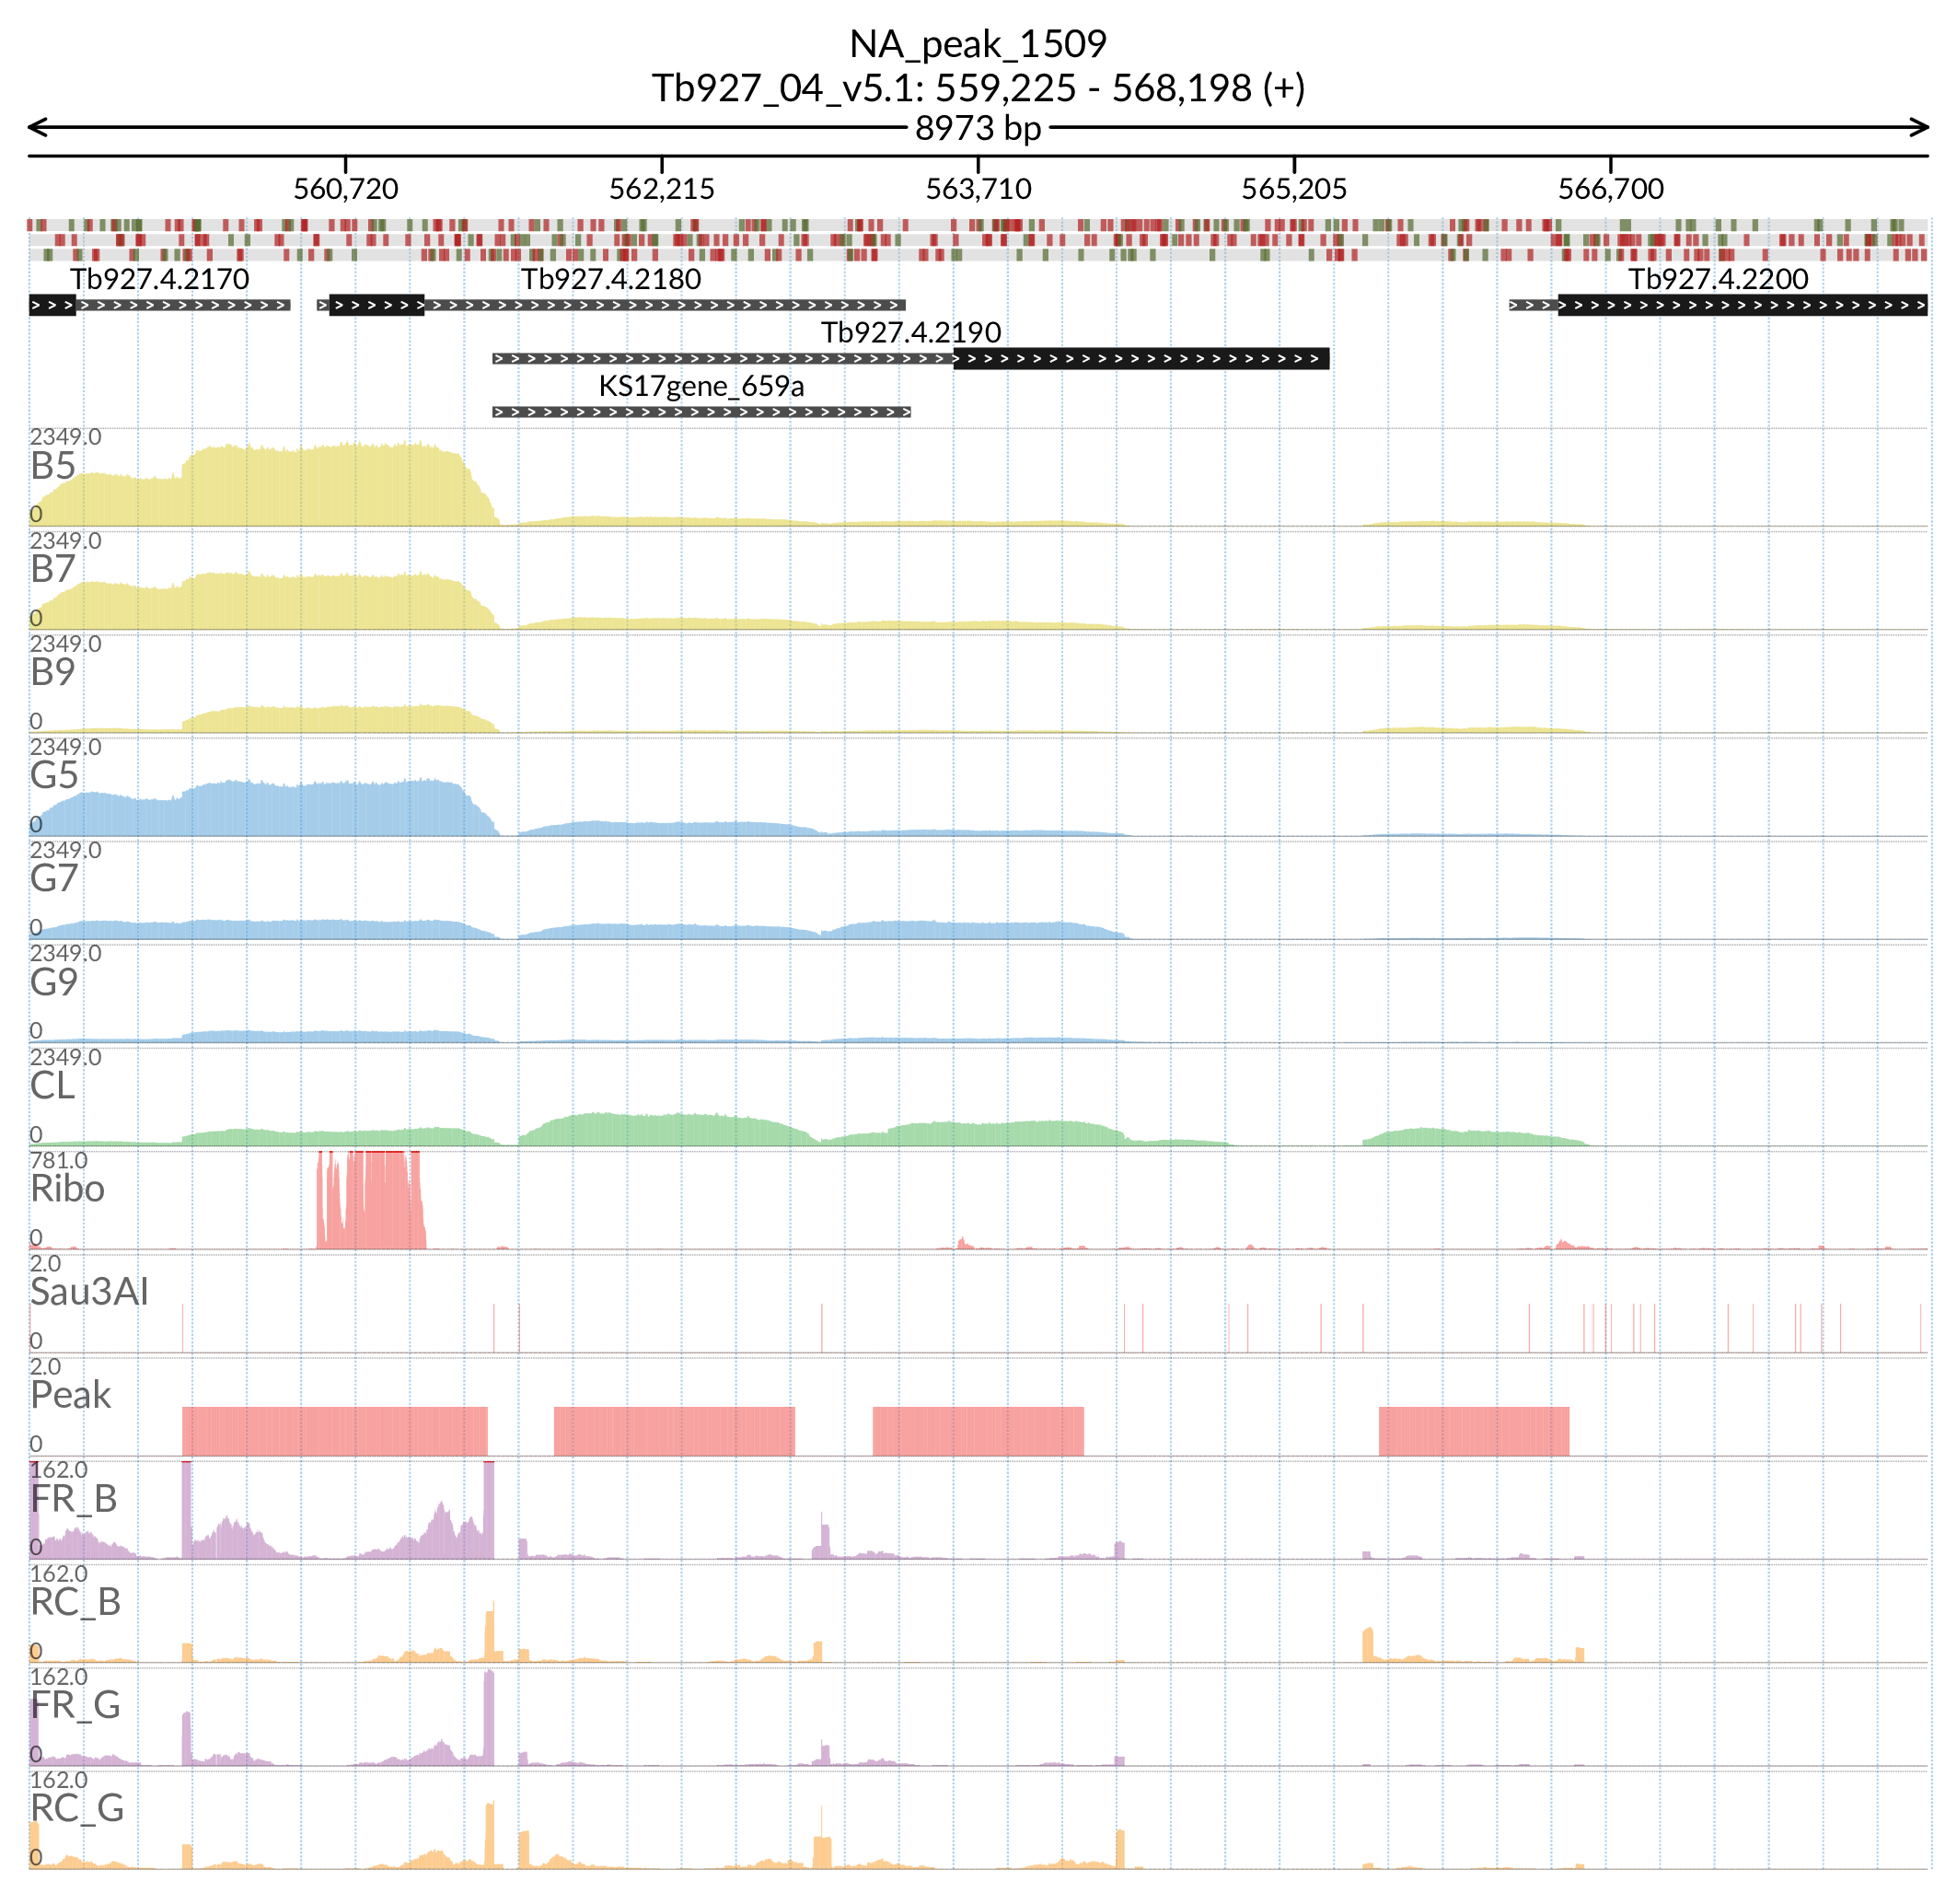 NA_peak_1509
Tb927_04_v5.1: 559,225 - 568,198 (+)
8973 bp
560,720 562,215 563,710 565,205 566,700
Tb927.4.2170 Tb927.4.2180 Tb927.4.2200
Tb927.4.2190
KS17gene_659a
2349.0
B5
0
2349.0
B7
0
2349.0
B9
0
2349.0
G5
0
2349.0
G7
0
2349.0
G9
0
2349.0
CL
0
781.0
Ribo
0
2.0
Sau3AI
0
2.0
Peak
0
162.0
FR_B
0
162.0
RC_B
0
162.0
FR_G
0
162.0
RC_G
0